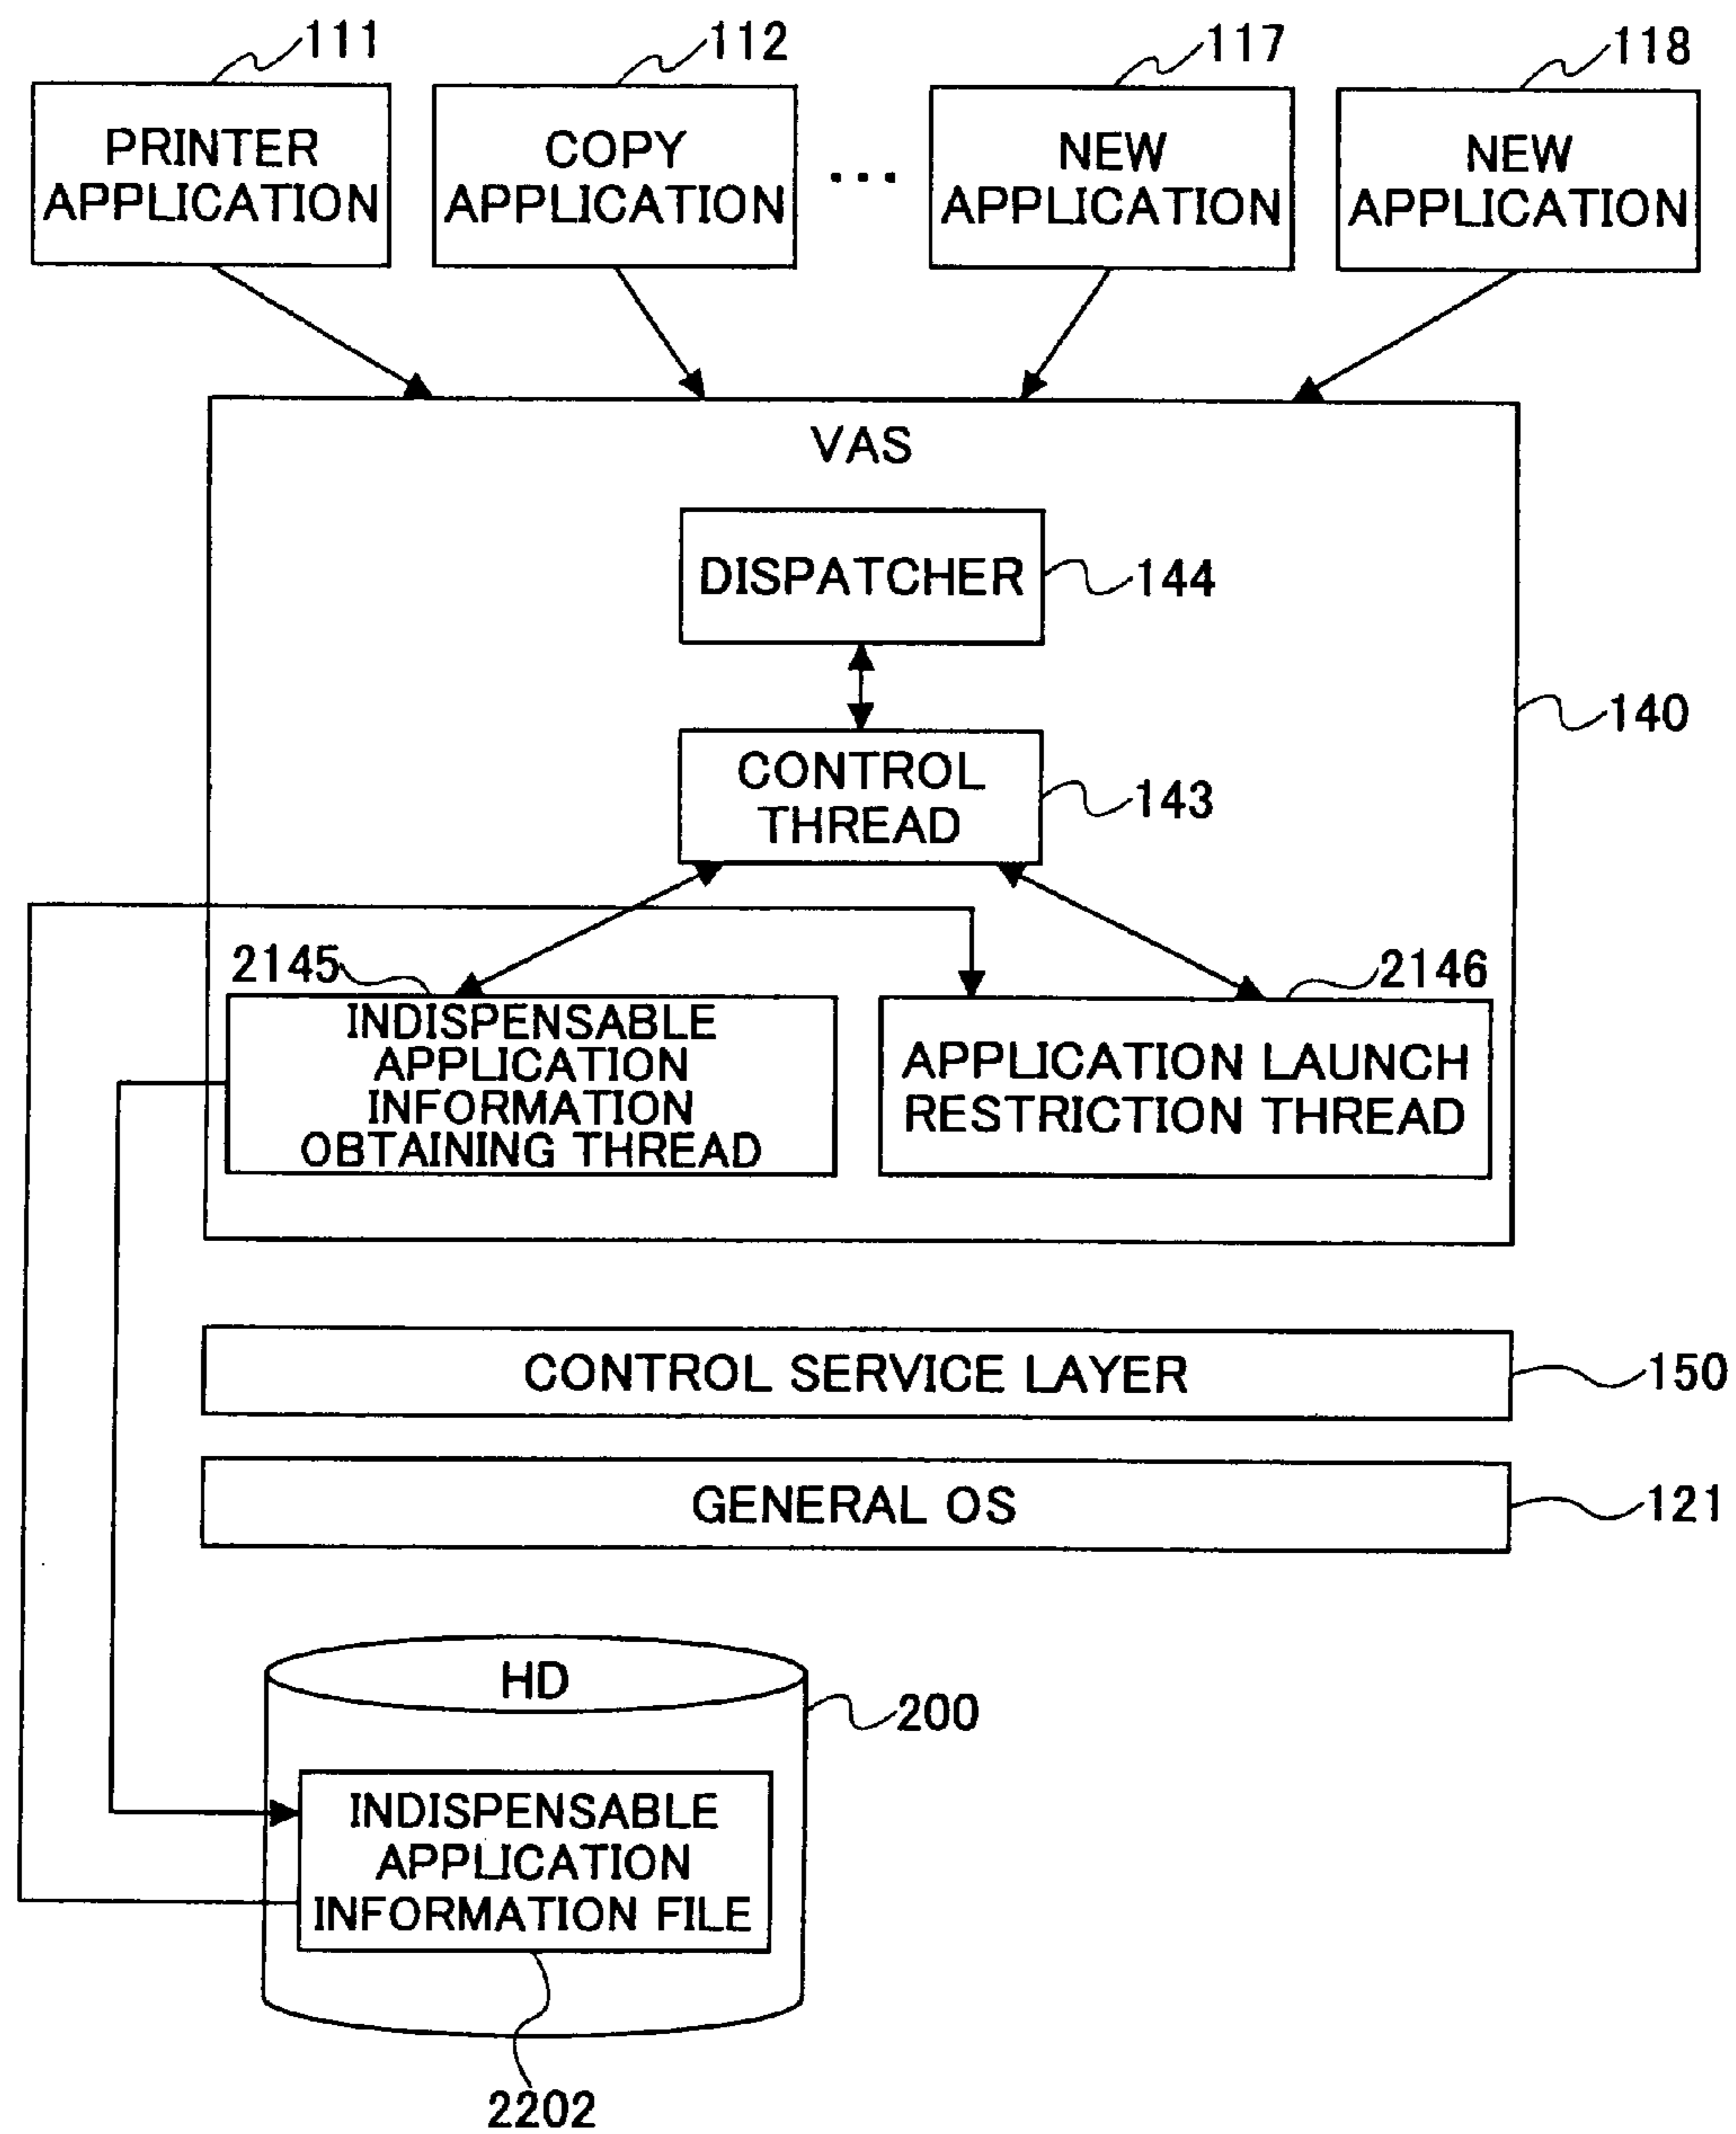 111
112
117
118
PRINTER
APPLICATION
COPY
APPLICATION
...
NEW
APPLICATION
NEW
APPLICATION
VAS
DISPATCHER
144
140
CONTROL
THREAD
143
2145
2146
INDISPENSABLE
APPLICATION
INFORMATION
OBTAINING THREAD
APPLICATION LAUNCH
RESTRICTION THREAD
CONTROL SERVICE LAYER
150
GENERAL OS
121
HD
200
INDISPENSABLE
APPLICATION
INFORMATION FILE
2202